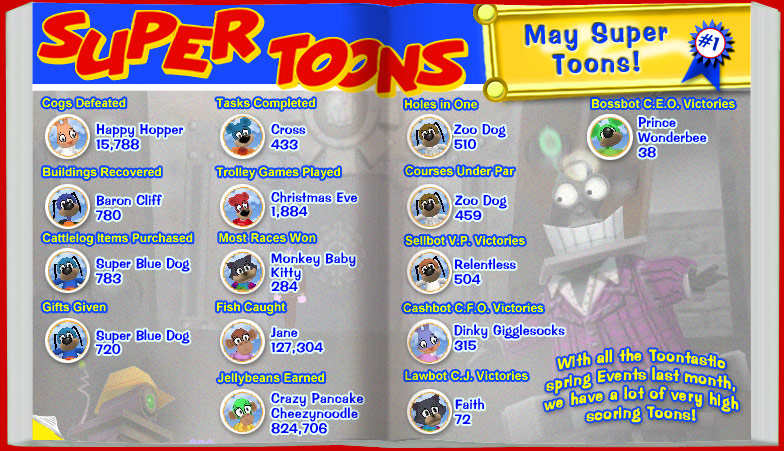 SUPER TOONS
May Super
Toons!
#1
Cogs Defeated
Happy Hopper
15,788
Buildings Recovered
Baron Cliff
780
Cattlelog Items Purchased
Super Blue Dog
783
Gifts Given
Super Blue Dog
720
Tasks Completed
Cross
433
Trolley Games Played
Christmas Eve
1,884
Most Races Won
Monkey Baby
Kitty
284
Fish Caught
Jane
127,304
Jellybeans Earned
Crazy Pancake
Cheezynoodle
824,706
Holes in One
Zoo Dog
510
Courses Under Par
Zoo Dog
459
Sellbot V.P. Victories
Relentless
504
Cashbot C.F.O. Victories
Dinky Gigglesocks
315
Lawbot C.J. Victories
Faith
72
Bossbot C.E.O. Victories
Prince
Wonderbee
38
With all the Toontastic
spring Events last month,
we have a lot of very high
scoring Toons!